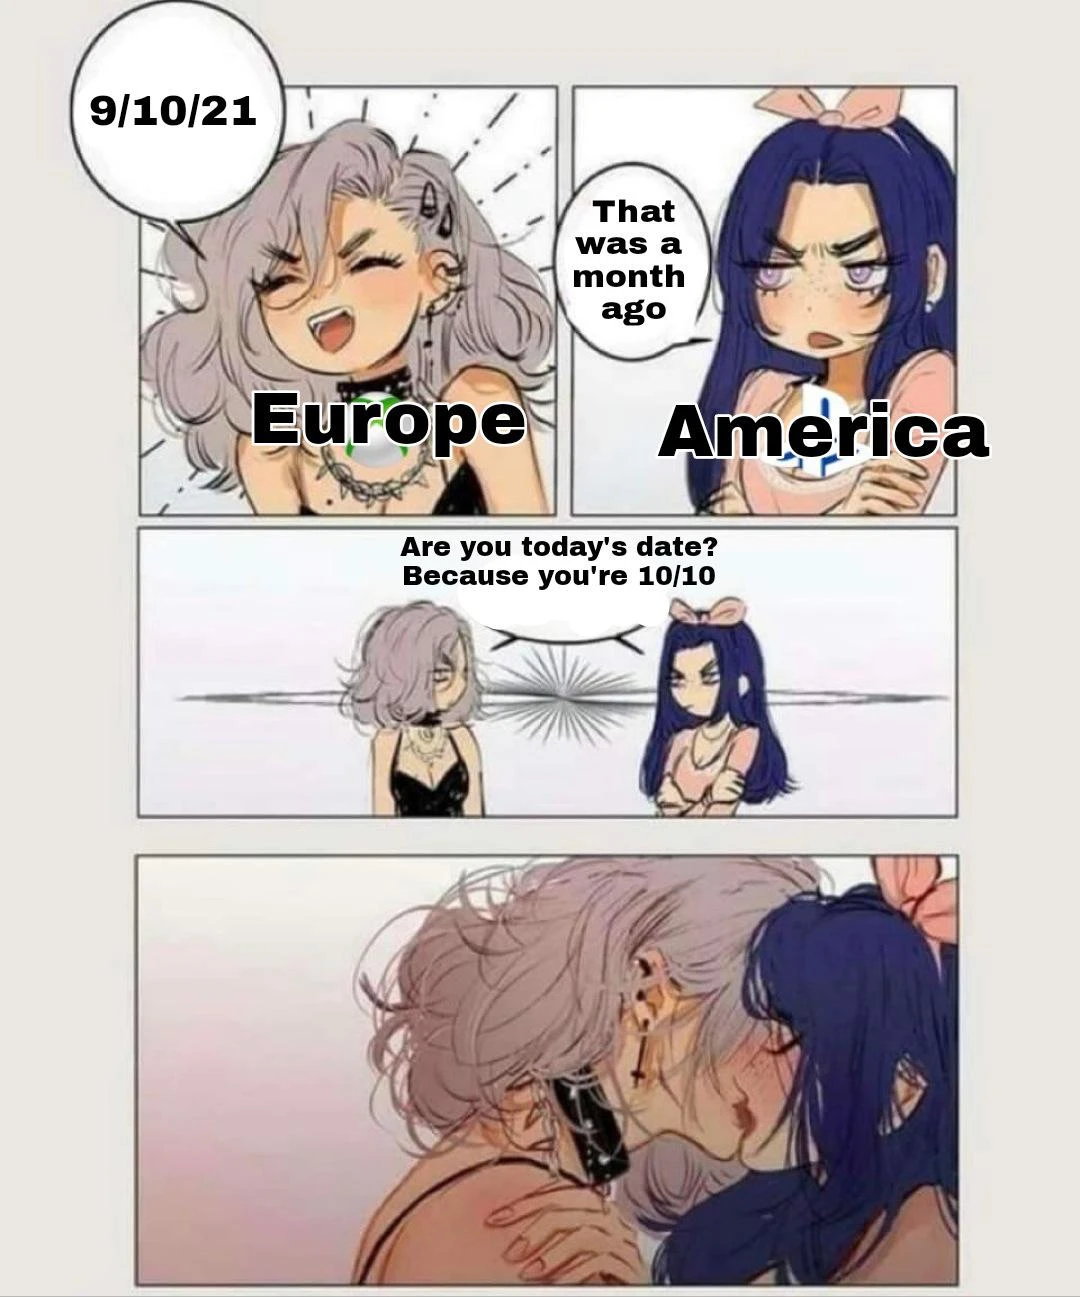 9/10/21
That
was a
month
ago
Europe
America
Are you today's date?
Because you're 10/10